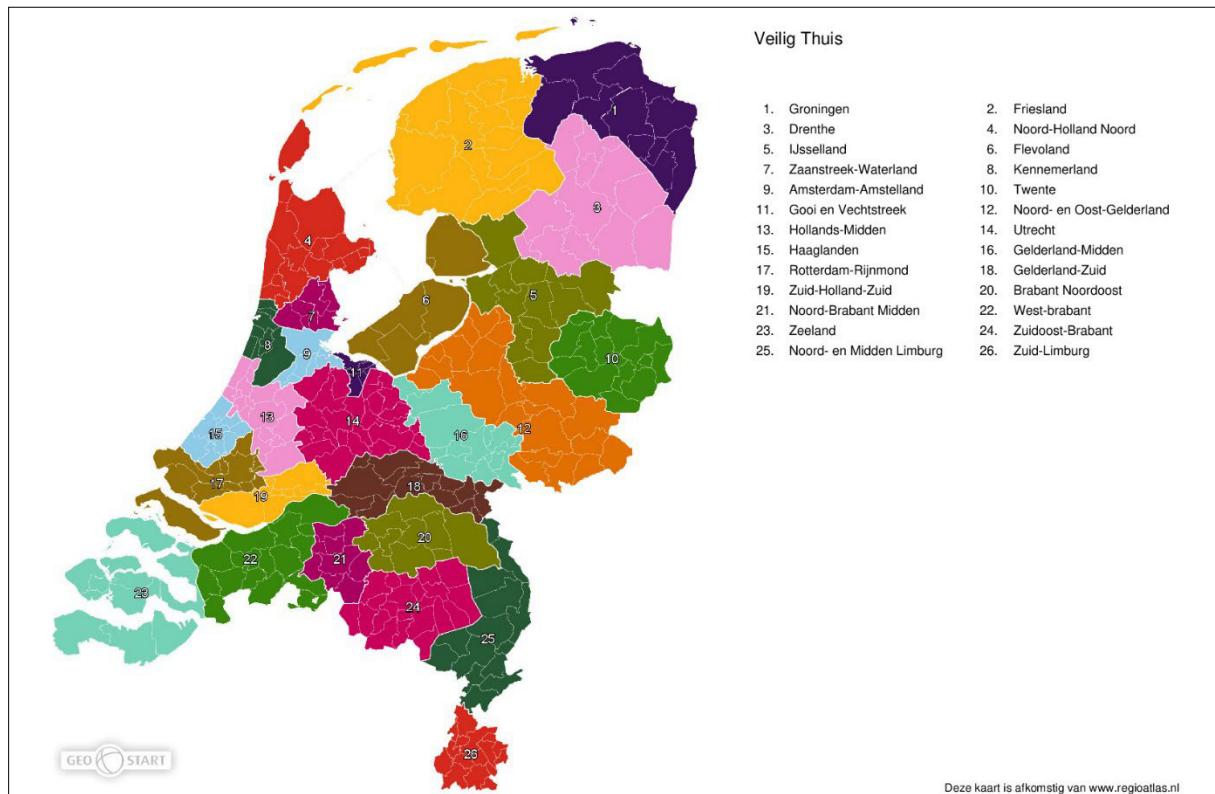 Veilig Thuis
1. Groningen
2. Friesland
3. Drenthe
4. Noord-Holland Noord
5. IJsselland
6. Flevoland
7. Zaanstreek-Waterland
8. Kennemerland
9. Amsterdam-Amstelland
10. Twente
11. Gooi en Vechtstreek
12. Noord- en Oost-Gelderland
13. Hollands-Midden
14. Utrecht
15. Haaglanden
16. Gelderland-Midden
17. Rotterdam-Rijnmond
18. Gelderland-Zuid
19. Zuid-Holland-Zuid
20. Brabant Noordoost
21. Noord-Brabant Midden
22. West-brabant
23. Zeeland
24. Zuidoost-Brabant
25. Noord- en Midden Limburg
26. Zuid-Limburg
1
2
3
4
5
6
7
8
9
10
11
12
13
14
15
16
17
18
19
20
21
22
23
24
25
26
GEO START
Deze kaart is afkomstig van www.regioatlas.nl